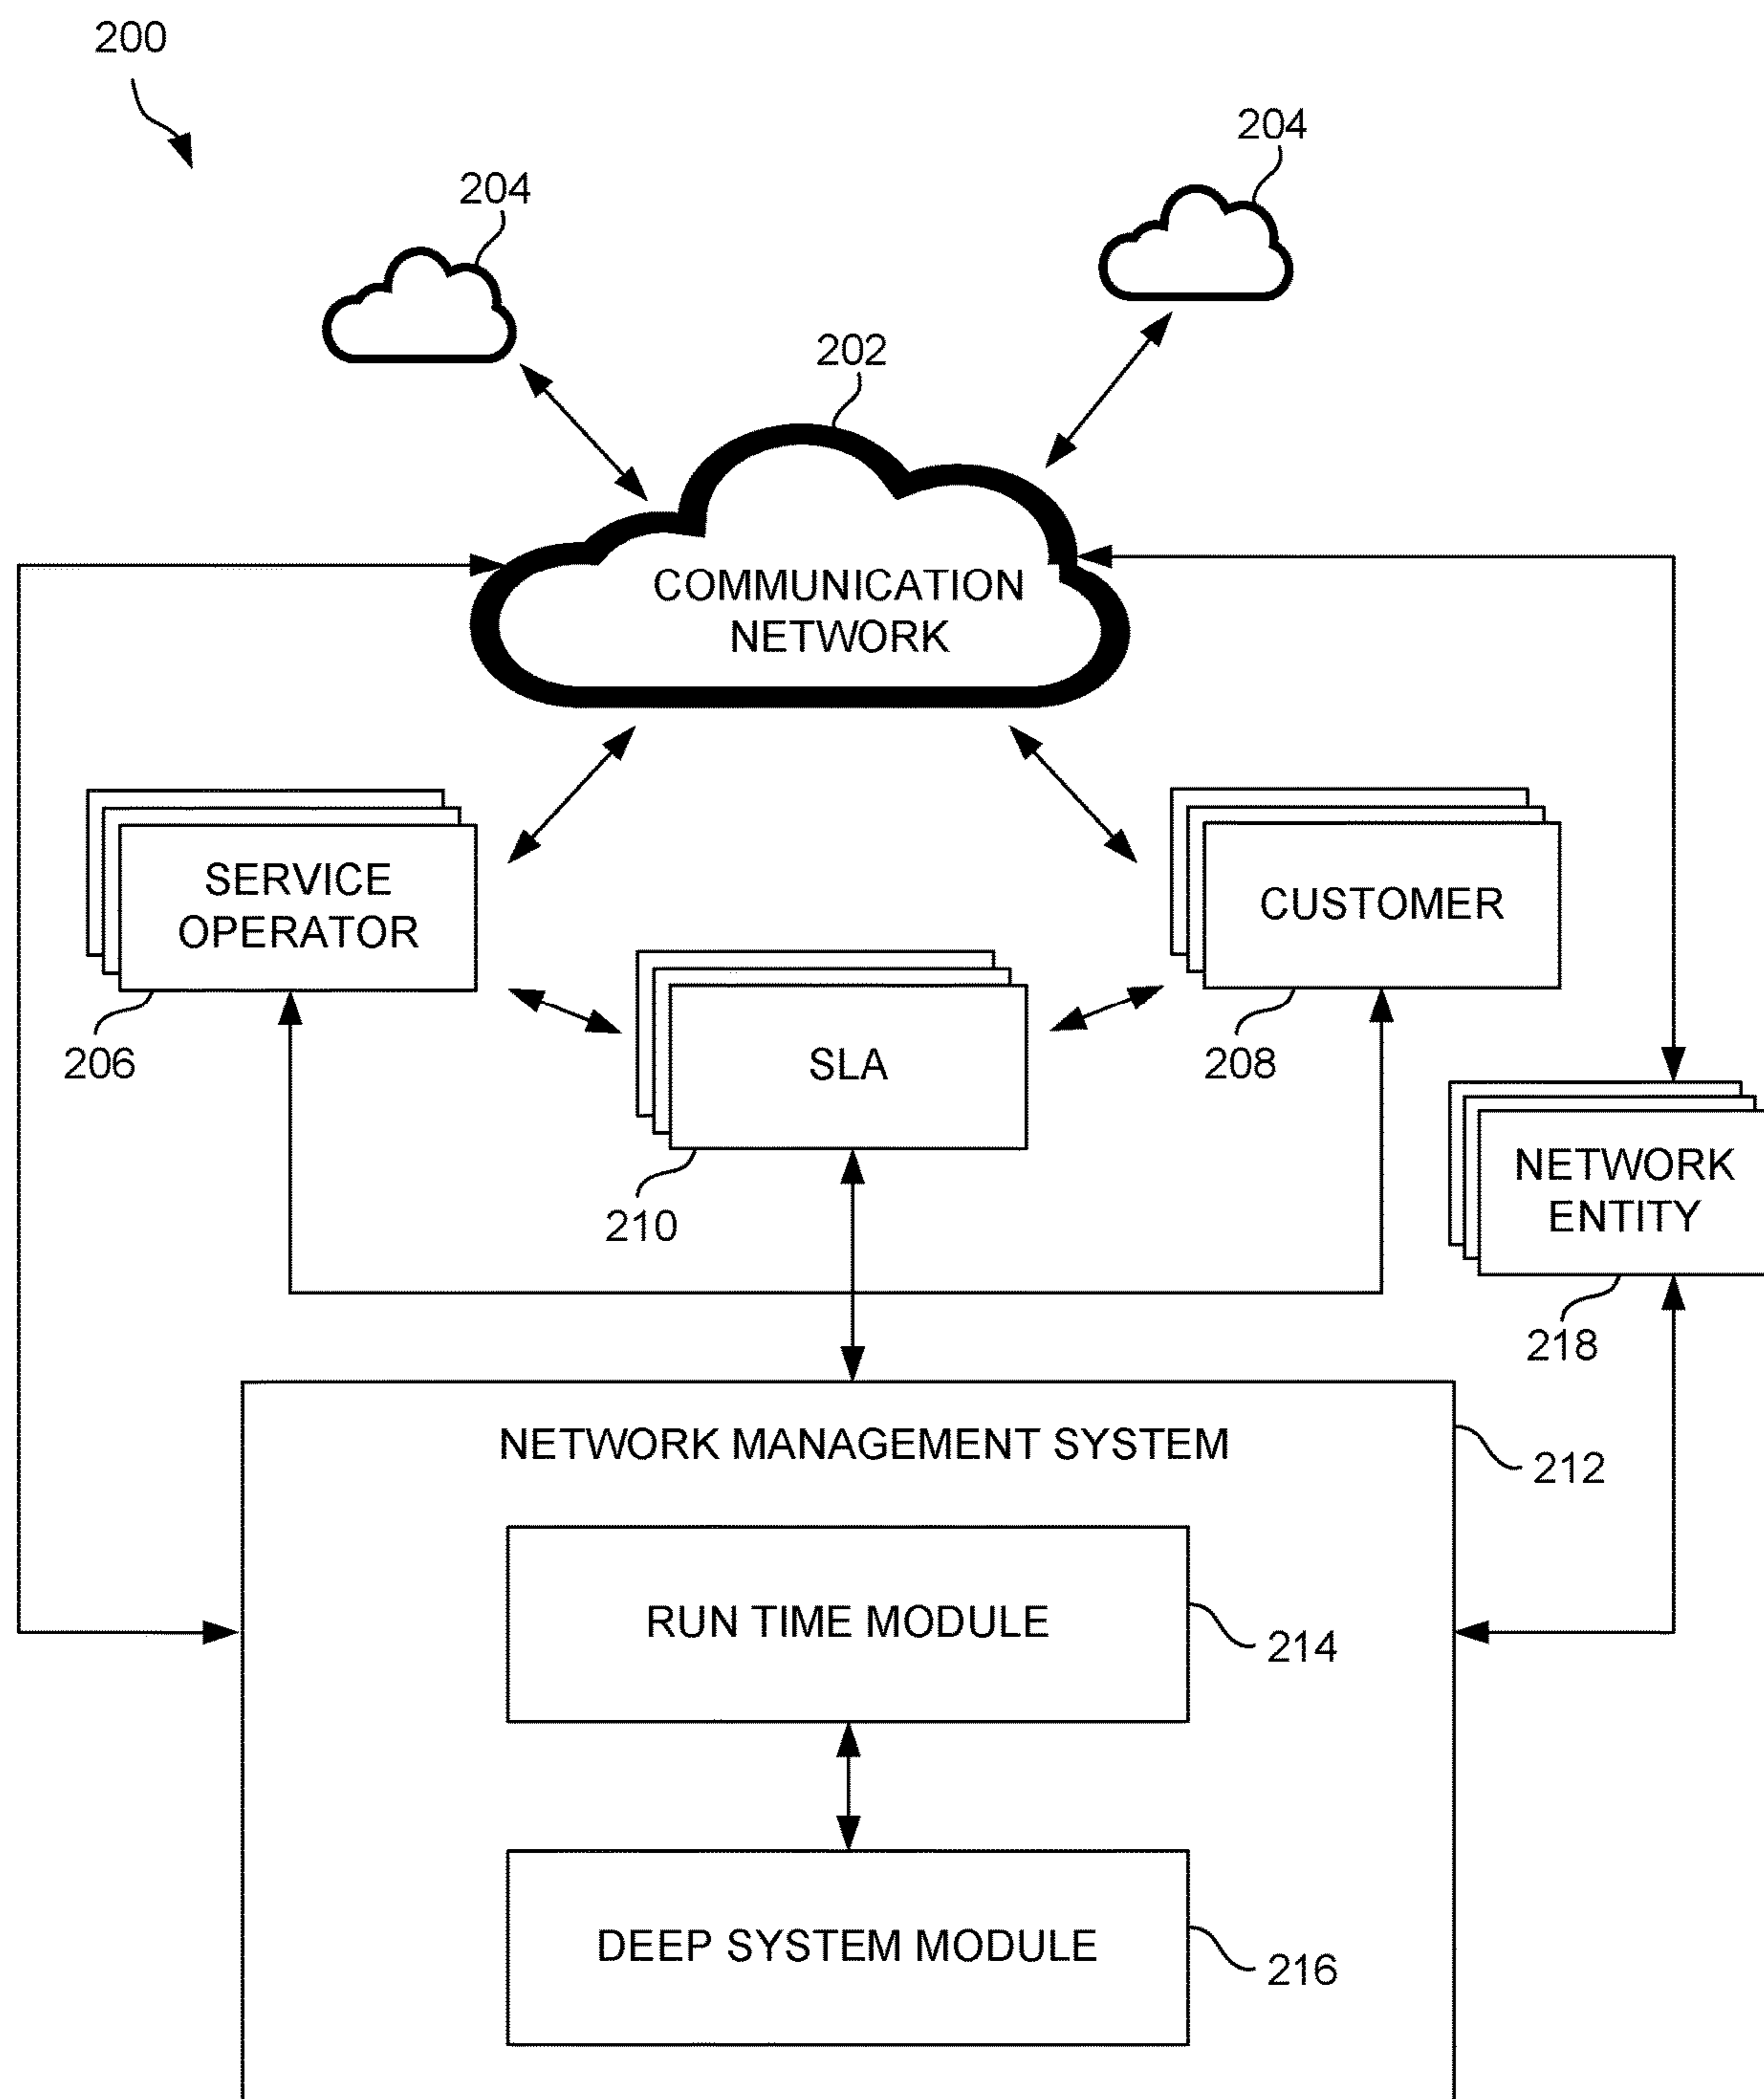 200
204
204
202
COMMUNICATION
NETWORK
SERVICE
OPERATOR
CUSTOMER
206
SLA
208
NETWORK
ENTITY
210
218
NETWORK MANAGEMENT SYSTEM
212
RUN TIME MODULE
214
DEEP SYSTEM MODULE
216